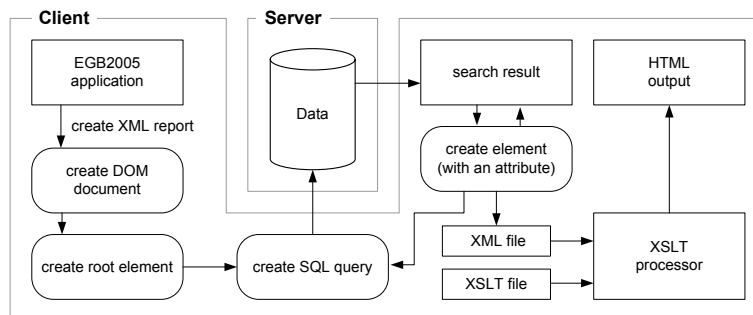 Client
Server
EGB2005
application
create XML report
create DOM
document
create root element
Data
create SQL query
search result
create element
(with an attribute)
XML file
XSLT file
HTML
output
XSLT
processor